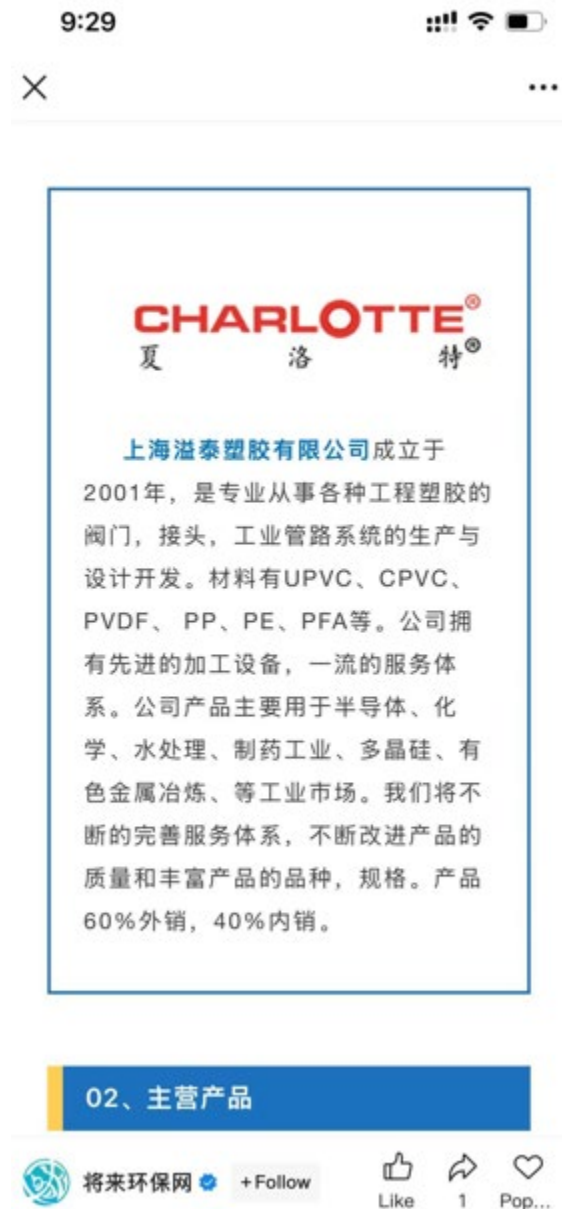 9:29
CHARLOTTE®
夏洛特®
上海溢泰塑胶有限公司成立于
2001年，是专业从事各种工程塑胶的
阀门，接头，工业管路系统的生产与
设计开发。材料有UPVC、CPVC、
PVDF、 PP、PE、PFA等。公司拥
有先进的加工设备，一流的服务体
系。公司产品主要用于半导体、化
学、水处理、制药工业、多晶硅、有
色金属冶炼、等工业市场。我们将不
断的完善服务体系，不断改进产品的
质量和丰富产品的品种，规格。产品
60%外销，40%内销。
02、主营产品
将来环保网 +Follow Like 1 Pop...